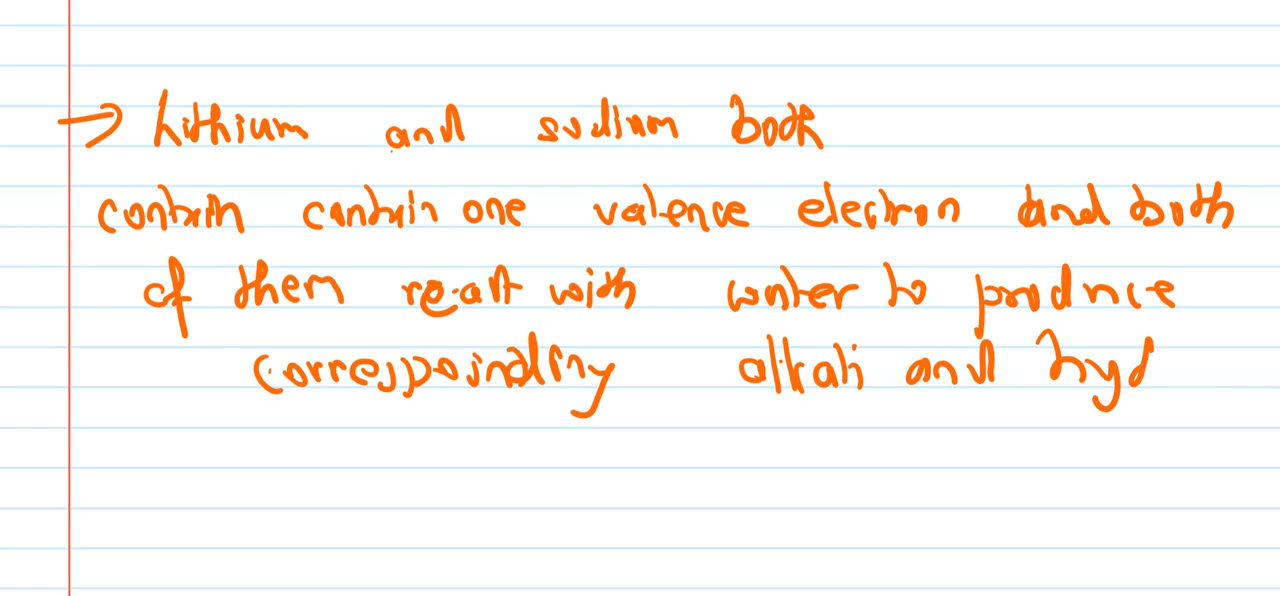 → Lithium and sodium both
contain contain one valence electron and both
of them react with water to produce
correspoinding alkali and hyd